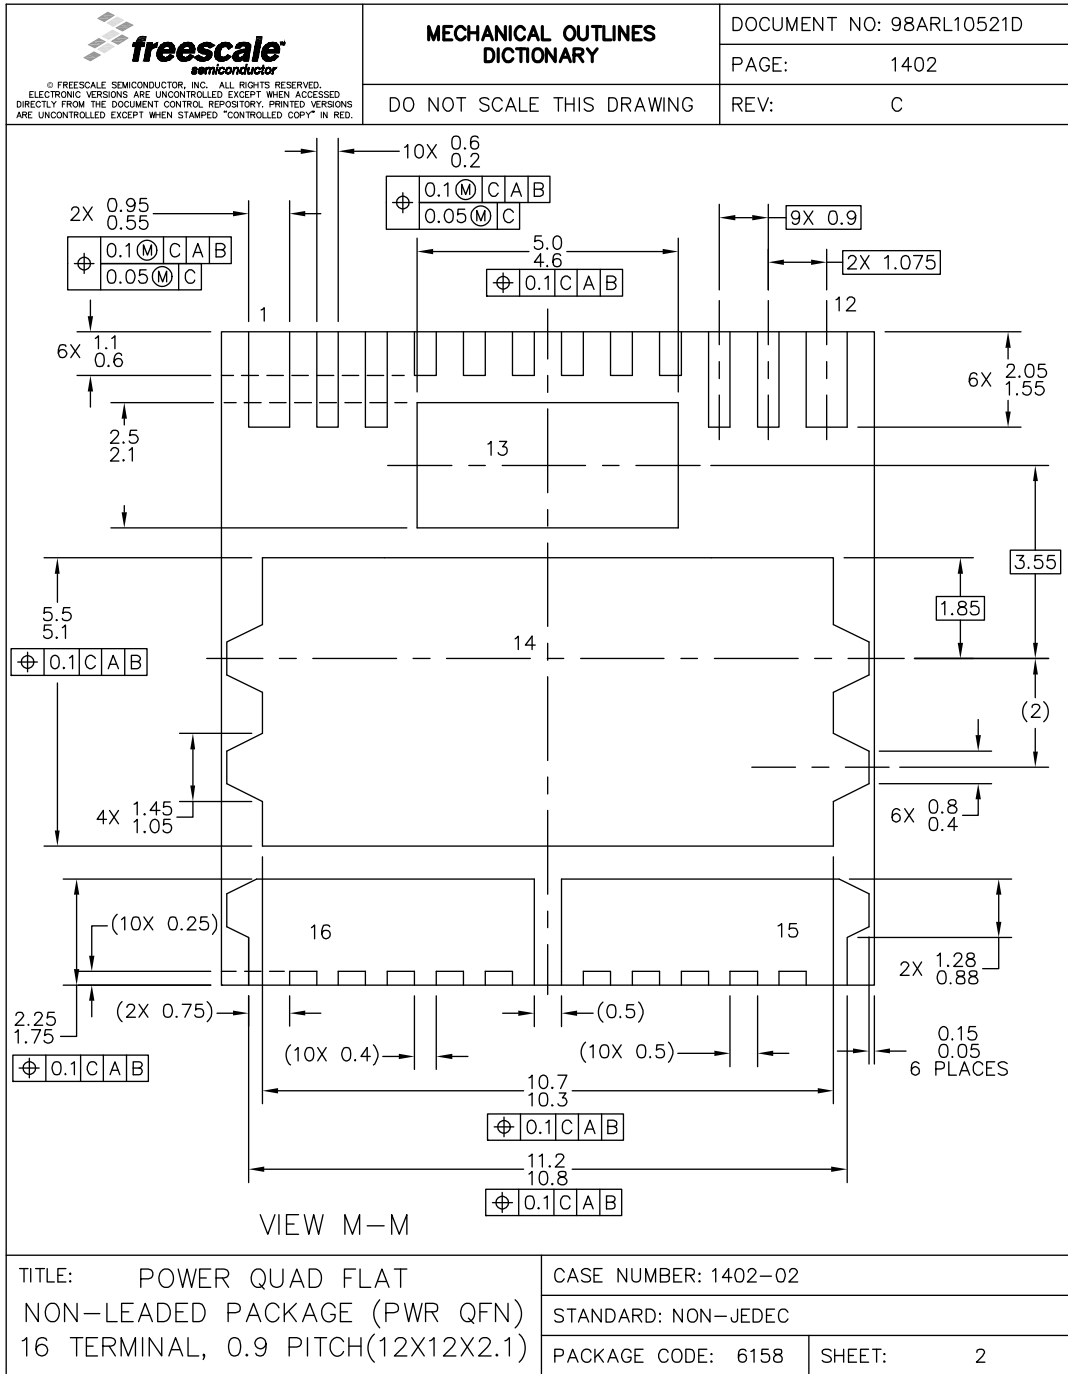 freescale™
semiconductor
© FREESCALE SEMICONDUCTOR, INC. ALL RIGHTS RESERVED.
ELECTRONIC VERSIONS ARE UNCONTROLLED EXCEPT WHEN ACCESSED
DIRECTLY FROM THE DOCUMENT CONTROL REPOSITORY. PRINTED VERSIONS
ARE UNCONTROLLED EXCEPT WHEN STAMPED "CONTROLLED COPY" IN RED.
MECHANICAL OUTLINES
DICTIONARY
DO NOT SCALE THIS DRAWING
DOCUMENT NO: 98ARL10521D
PAGE: 1402
REV: C
10X 0.6
0.2
⌖ 0.1 Ⓜ C A B
0.05 Ⓜ C
2X 0.95
0.55
⌖ 0.1 Ⓜ C A B
0.05 Ⓜ C
5.0
4.6
⌖ 0.1 C A B
9X 0.9
2X 1.075
1
12
6X 1.1
0.6
6X 2.05
1.55
2.5
2.1
13
3.55
1.85
5.5
5.1
⌖ 0.1 C A B
14
(2)
4X 1.45
1.05
6X 0.8
0.4
(10X 0.25)
16
15
2X 1.28
0.88
2.25
1.75
⌖ 0.1 C A B
(2X 0.75)
(0.5)
(10X 0.4)
(10X 0.5)
0.15
0.05
6 PLACES
10.7
10.3
⌖ 0.1 C A B
11.2
10.8
⌖ 0.1 C A B
VIEW M-M
TITLE: POWER QUAD FLAT
NON-LEADED PACKAGE (PWR QFN)
16 TERMINAL, 0.9 PITCH(12X12X2.1)
CASE NUMBER: 1402-02
STANDARD: NON-JEDEC
PACKAGE CODE: 6158
SHEET: 2